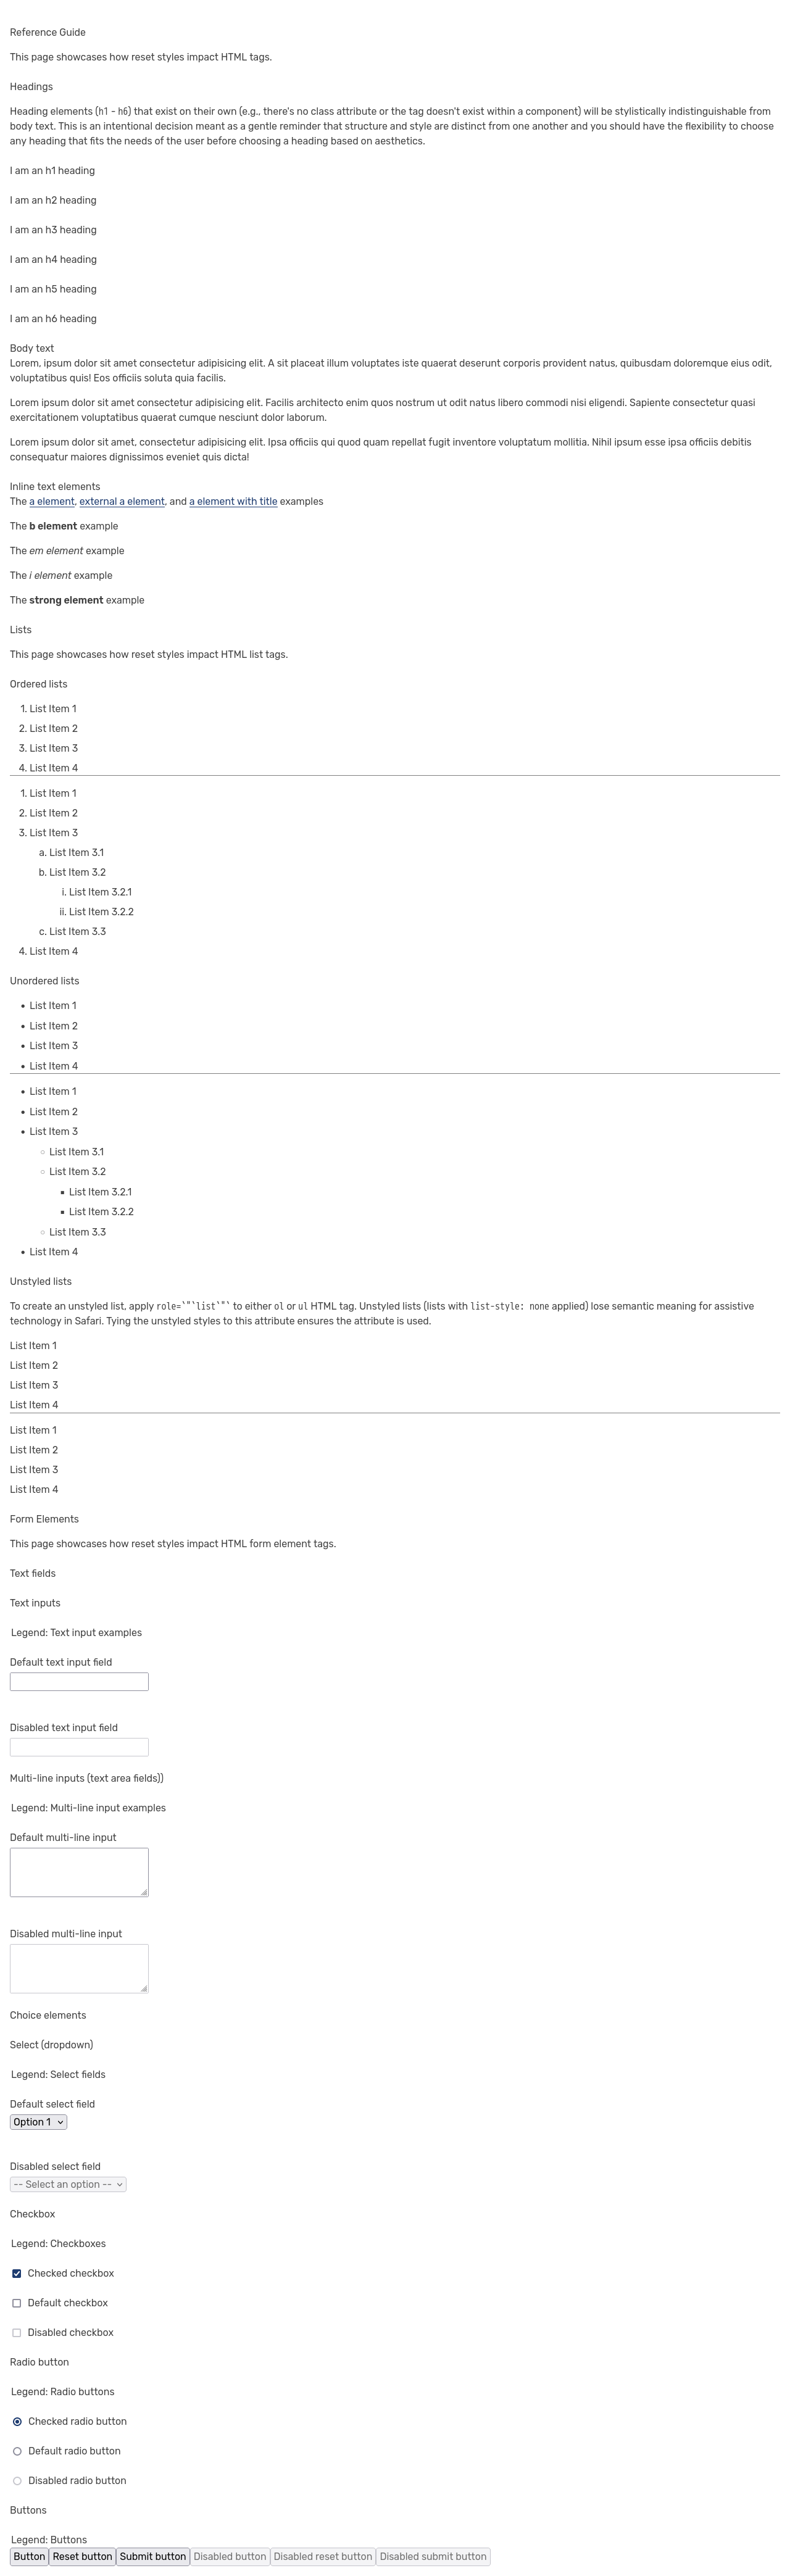 Reference Guide
This page showcases how reset styles impact HTML tags.
Headings
Heading elements (h1 - h6) that exist on their own (e.g., there's no class attribute or the tag doesn't exist within a component) will be stylistically indistinguishable from
body text. This is an intentional decision meant as a gentle reminder that structure and style are distinct from one another and you should have the flexibility to choose
any heading that fits the needs of the user before choosing a heading based on aesthetics.
I am an h1 heading
I am an h2 heading
I am an h3 heading
I am an h4 heading
I am an h5 heading
I am an h6 heading
Body text
Lorem, ipsum dolor sit amet consectetur adipisicing elit. A sit placeat illum voluptates iste quaerat deserunt corporis provident natus, quibusdam doloremque eius odit,
voluptatibus quis! Eos officiis soluta quia facilis.
Lorem ipsum dolor sit amet consectetur adipisicing elit. Facilis architecto enim quos nostrum ut odit natus libero commodi nisi eligendi. Sapiente consectetur quasi
exercitationem voluptatibus quaerat cumque nesciunt dolor laborum.
Lorem ipsum dolor sit amet, consectetur adipisicing elit. Ipsa officiis qui quod quam repellat fugit inventore voluptatum mollitia. Nihil ipsum esse ipsa officiis debitis
consequatur maiores dignissimos eveniet quis dicta!
Inline text elements
The a element, external a element, and a element with title examples
The b element example
The em element example
The i element example
The strong element example
Lists
This page showcases how reset styles impact HTML list tags.
Ordered lists
1. List Item 1
2. List Item 2
3. List Item 3
4. List Item 4
1. List Item 1
2. List Item 2
3. List Item 3
a. List Item 3.1
b. List Item 3.2
i. List Item 3.2.1
ii. List Item 3.2.2
c. List Item 3.3
4. List Item 4
Unordered lists
• List Item 1
• List Item 2
• List Item 3
• List Item 4
• List Item 1
• List Item 2
• List Item 3
○ List Item 3.1
○ List Item 3.2
▪ List Item 3.2.1
▪ List Item 3.2.2
○ List Item 3.3
• List Item 4
Unstyled lists
To create an unstyled list, apply role=`"`list`"` to either ol or ul HTML tag. Unstyled lists (lists with list-style: none applied) lose semantic meaning for assistive
technology in Safari. Tying the unstyled styles to this attribute ensures the attribute is used.
List Item 1
List Item 2
List Item 3
List Item 4
List Item 1
List Item 2
List Item 3
List Item 4
Form Elements
This page showcases how reset styles impact HTML form element tags.
Text fields
Text inputs
Legend: Text input examples
Default text input field
Disabled text input field
Multi-line inputs (text area fields))
Legend: Multi-line input examples
Default multi-line input
Disabled multi-line input
Choice elements
Select (dropdown)
Legend: Select fields
Default select field
Option 1
Disabled select field
-- Select an option --
Checkbox
Legend: Checkboxes
Checked checkbox
Default checkbox
Disabled checkbox
Radio button
Legend: Radio buttons
Checked radio button
Default radio button
Disabled radio button
Buttons
Legend: Buttons
Button Reset button Submit button Disabled button Disabled reset button Disabled submit button